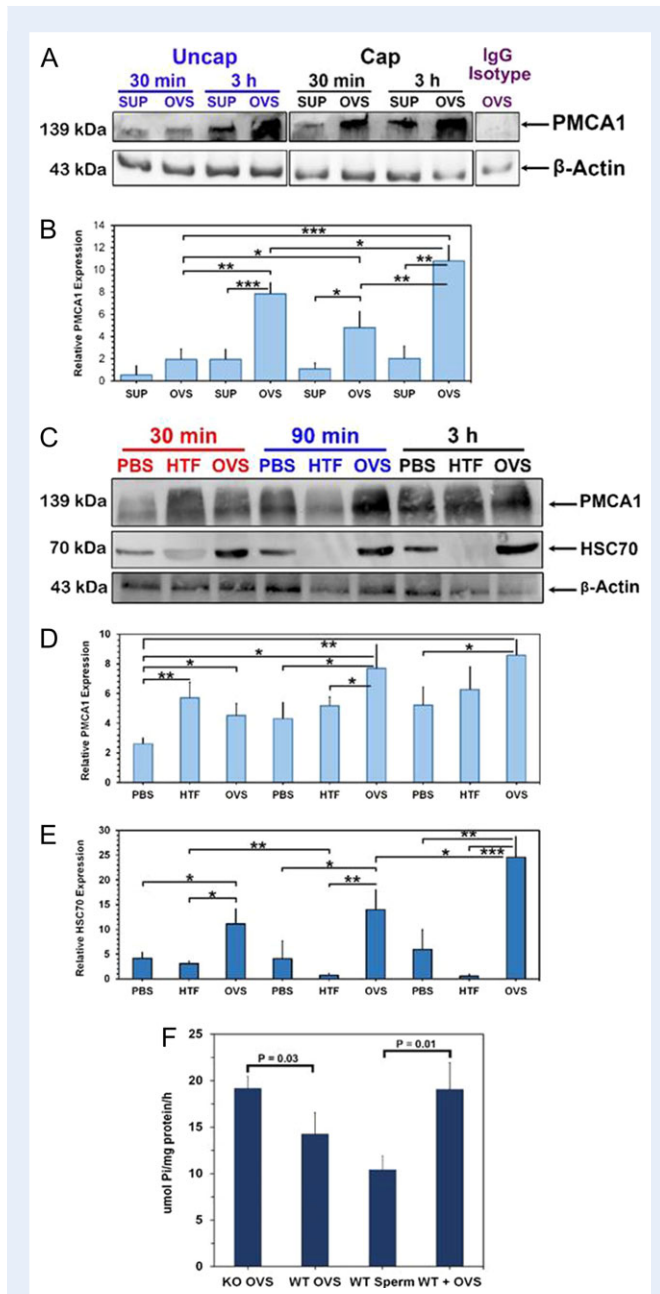 A
Uncap Cap IgG Isotype
30 min 3 h 30 min 3 h
SUP OVS SUP OVS SUP OVS SUP OVS OVS
139 kDa PMCA1
43 kDa β-Actin
B
Relative PMCA1 Expression
14
12
10
8
6
4
2
0
***
* *
** **
*** * **
SUP OVS SUP OVS SUP OVS SUP OVS
C
30 min 90 min 3 h
PBS HTF OVS PBS HTF OVS PBS HTF OVS
139 kDa PMCA1
70 kDa HSC70
43 kDa β-Actin
D
Relative PMCA1 Expression
10
8
6
4
2
0
**
* *
* *
** *
PBS HTF OVS PBS HTF OVS PBS HTF OVS
E
Relative HSC70 Expression
30
25
20
15
10
5
0
** **
* ***
* *
* **
PBS HTF OVS PBS HTF OVS PBS HTF OVS
F
umol Pi/mg protein/h
25
20
15
10
5
0
P = 0.03 P = 0.01
KO OVS WT OVS WT Sperm WT + OVS